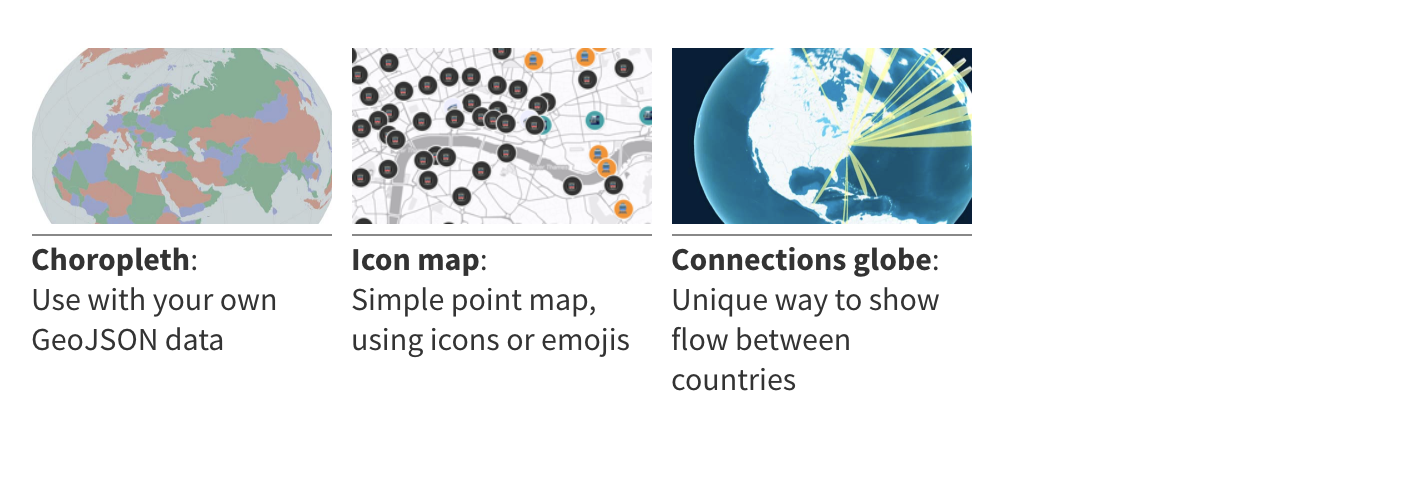 Choropleth:
Use with your own
GeoJSON data
Icon map:
Simple point map,
using icons or emojis
Connections globe:
Unique way to show
flow between
countries